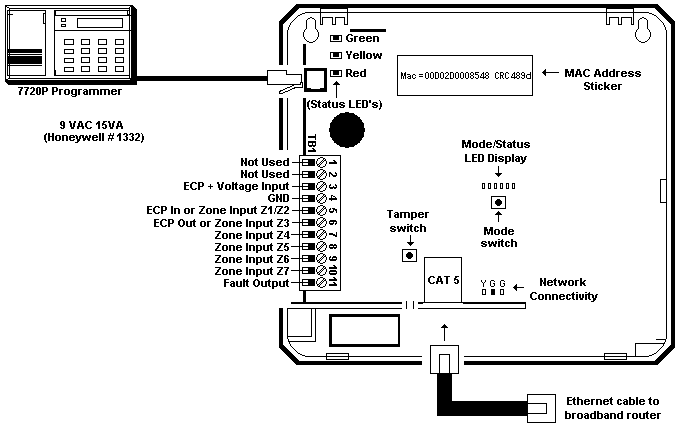 Green
Yellow
Red
(Status LED's)
7720P Programmer
9 VAC 15VA
(Honeywell # 1332)
Mac = 00D02D0008548 CRC489d
MAC Address
Sticker
TB1
Not Used 1
Not Used 2
ECP + Voltage Input 3
GND 4
ECP In or Zone Input Z1/Z2 5
ECP Out or Zone Input Z3 6
Zone Input Z4 7
Zone Input Z5 8
Zone Input Z6 9
Zone Input Z7 10
Fault Output 11
Mode/Status
LED Display
Mode
switch
Tamper
switch
CAT 5
Y G G
Network
Connectivity
Ethernet cable to
broadband router